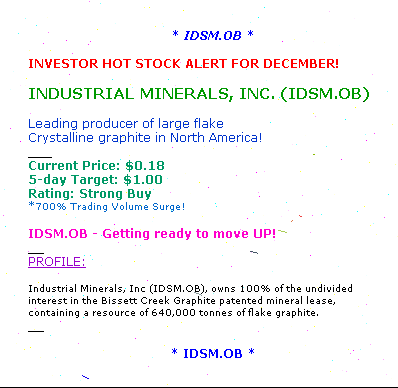 * IDSM.OB *
INVESTOR HOT STOCK ALERT FOR DECEMBER!
INDUSTRIAL MINERALS, INC. (IDSM.OB)
Leading producer of large flake
Crystalline graphite in North America!
Current Price: $0.18
5-day Target: $1.00
Rating: Strong Buy
*700% Trading Volume Surge!
IDSM.OB - Getting ready to move UP!
PROFILE:
Industrial Minerals, Inc (IDSM.OB), owns 100% of the undivided
interest in the Bissett Creek Graphite patented mineral lease,
containing a resource of 640,000 tonnes of flake graphite.
* IDSM.OB *